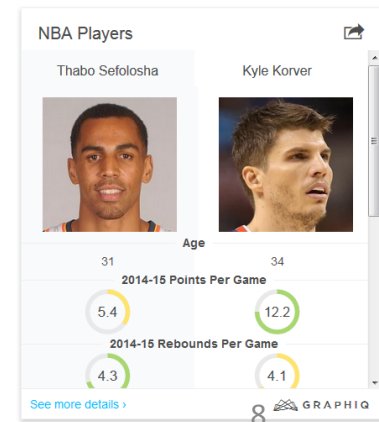 NBA Players
Thabo Sefolosha Kyle Korver
Age
31 34
2014-15 Points Per Game
5.4 12.2
2014-15 Rebounds Per Game
4.3 4.1
See more details ›
8 GRAPHIQ